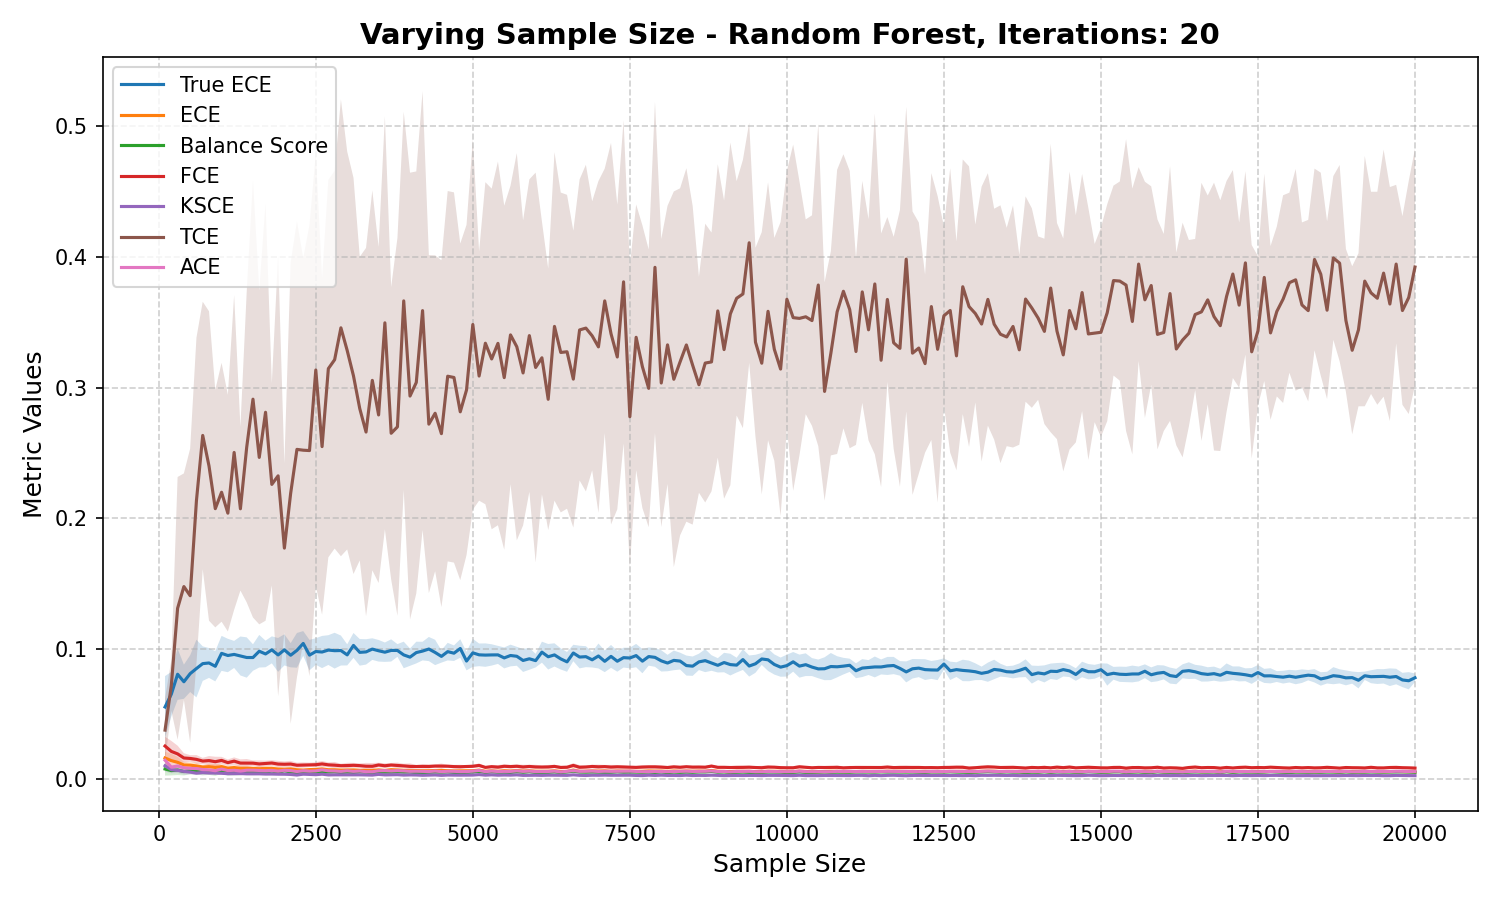 Varying Sample Size - Random Forest, Iterations: 20
True ECE
ECE
Balance Score
FCE
KSCE
TCE
ACE
Metric Values
0.5
0.4
0.3
0.2
0.1
0.0
0 2500 5000 7500 10000 12500 15000 17500 20000
Sample Size